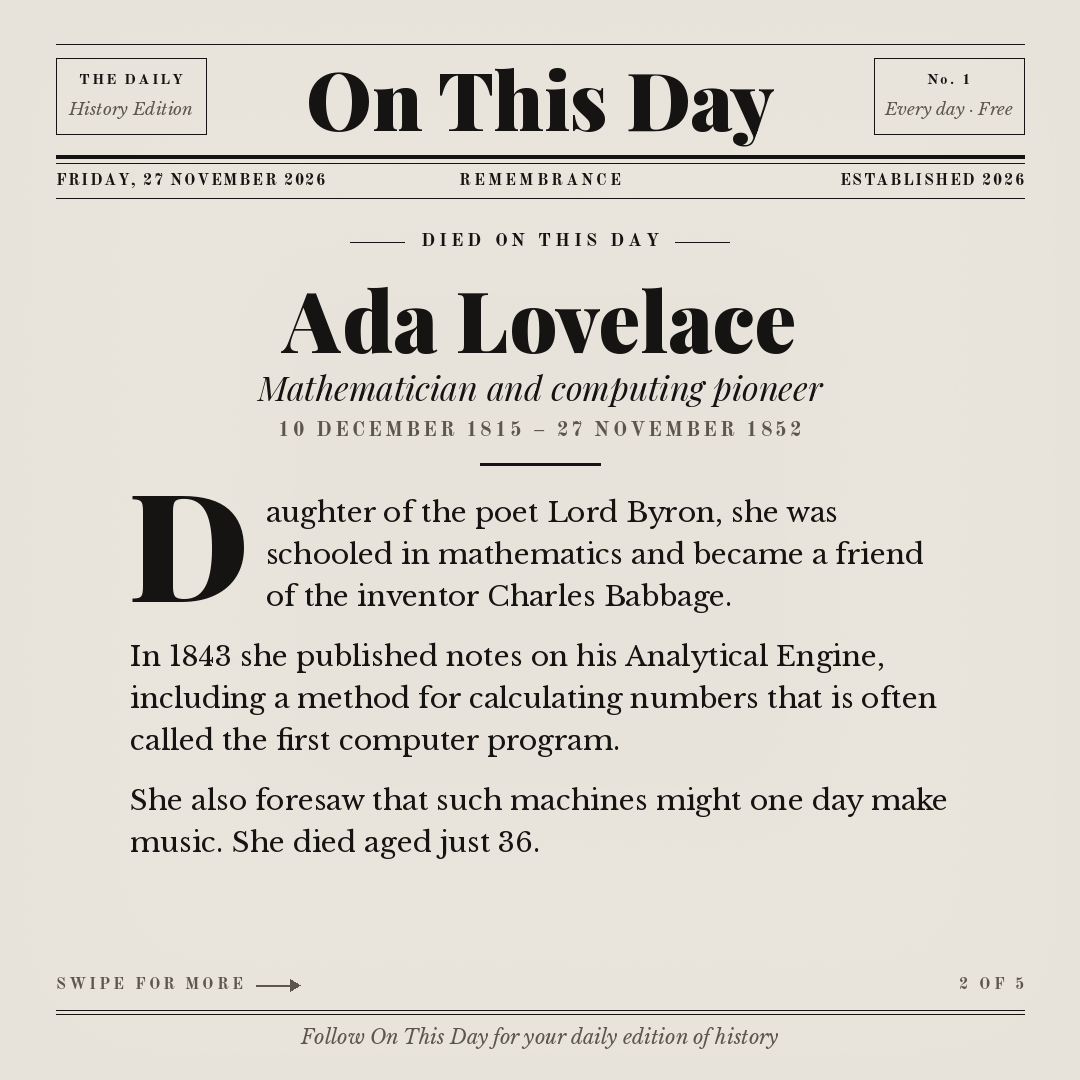 THE DAILY
History Edition
On This Day
No. 1
Every day · Free
FRIDAY, 27 NOVEMBER 2026
REMEMBRANCE
ESTABLISHED 2026
DIED ON THIS DAY
Ada Lovelace
Mathematician and computing pioneer
10 DECEMBER 1815 – 27 NOVEMBER 1852
Daughter of the poet Lord Byron, she was
schooled in mathematics and became a friend
of the inventor Charles Babbage.
In 1843 she published notes on his Analytical Engine,
including a method for calculating numbers that is often
called the first computer program.
She also foresaw that such machines might one day make
music. She died aged just 36.
SWIPE FOR MORE
2 OF 5
Follow On This Day for your daily edition of history